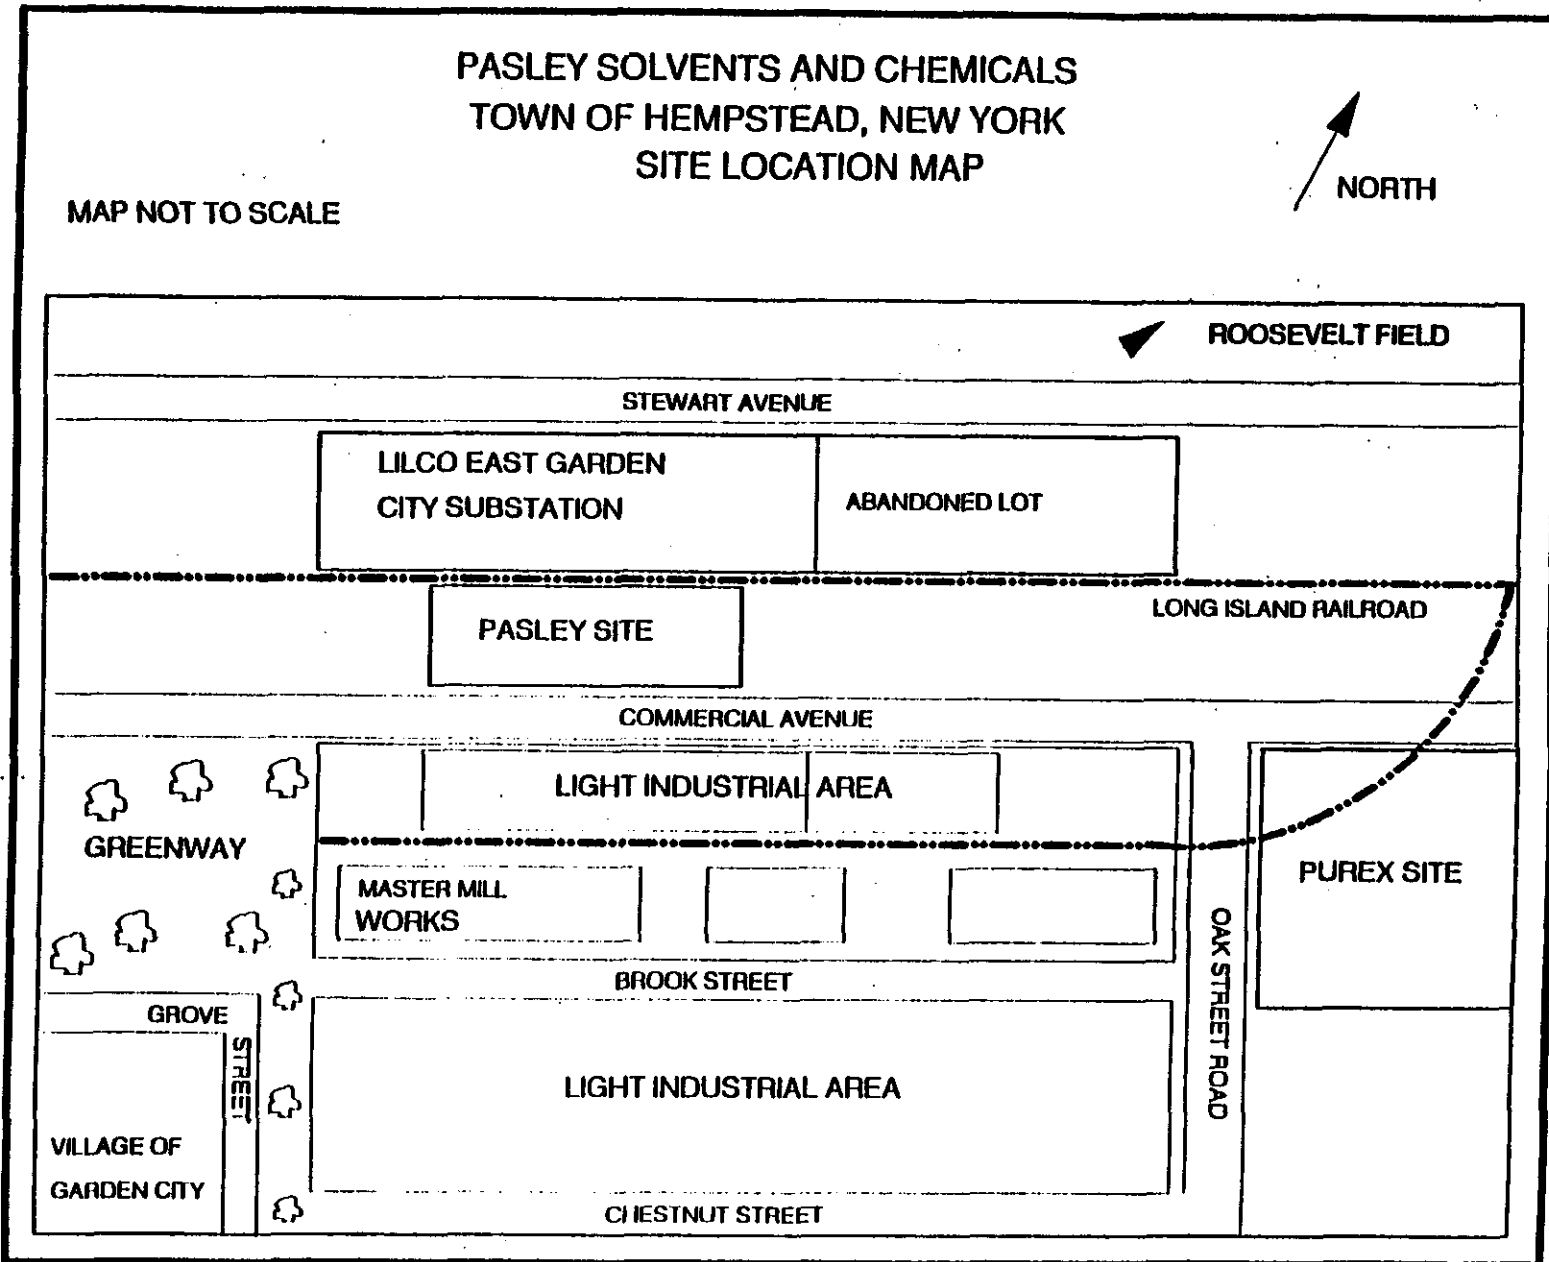 PASLEY SOLVENTS AND CHEMICALS
TOWN OF HEMPSTEAD, NEW YORK
SITE LOCATION MAP
NORTH
MAP NOT TO SCALE
ROOSEVELT FIELD
STEWART AVENUE
LILCO EAST GARDEN
CITY SUBSTATION
ABANDONED LOT
LONG ISLAND RAILROAD
PASLEY SITE
COMMERCIAL AVENUE
LIGHT INDUSTRIAL AREA
GREENWAY
PUREX SITE
MASTER MILL
WORKS
OAK STREET ROAD
BROOK STREET
GROVE
STREET
LIGHT INDUSTRIAL AREA
VILLAGE OF
GARDEN CITY
CHESTNUT STREET